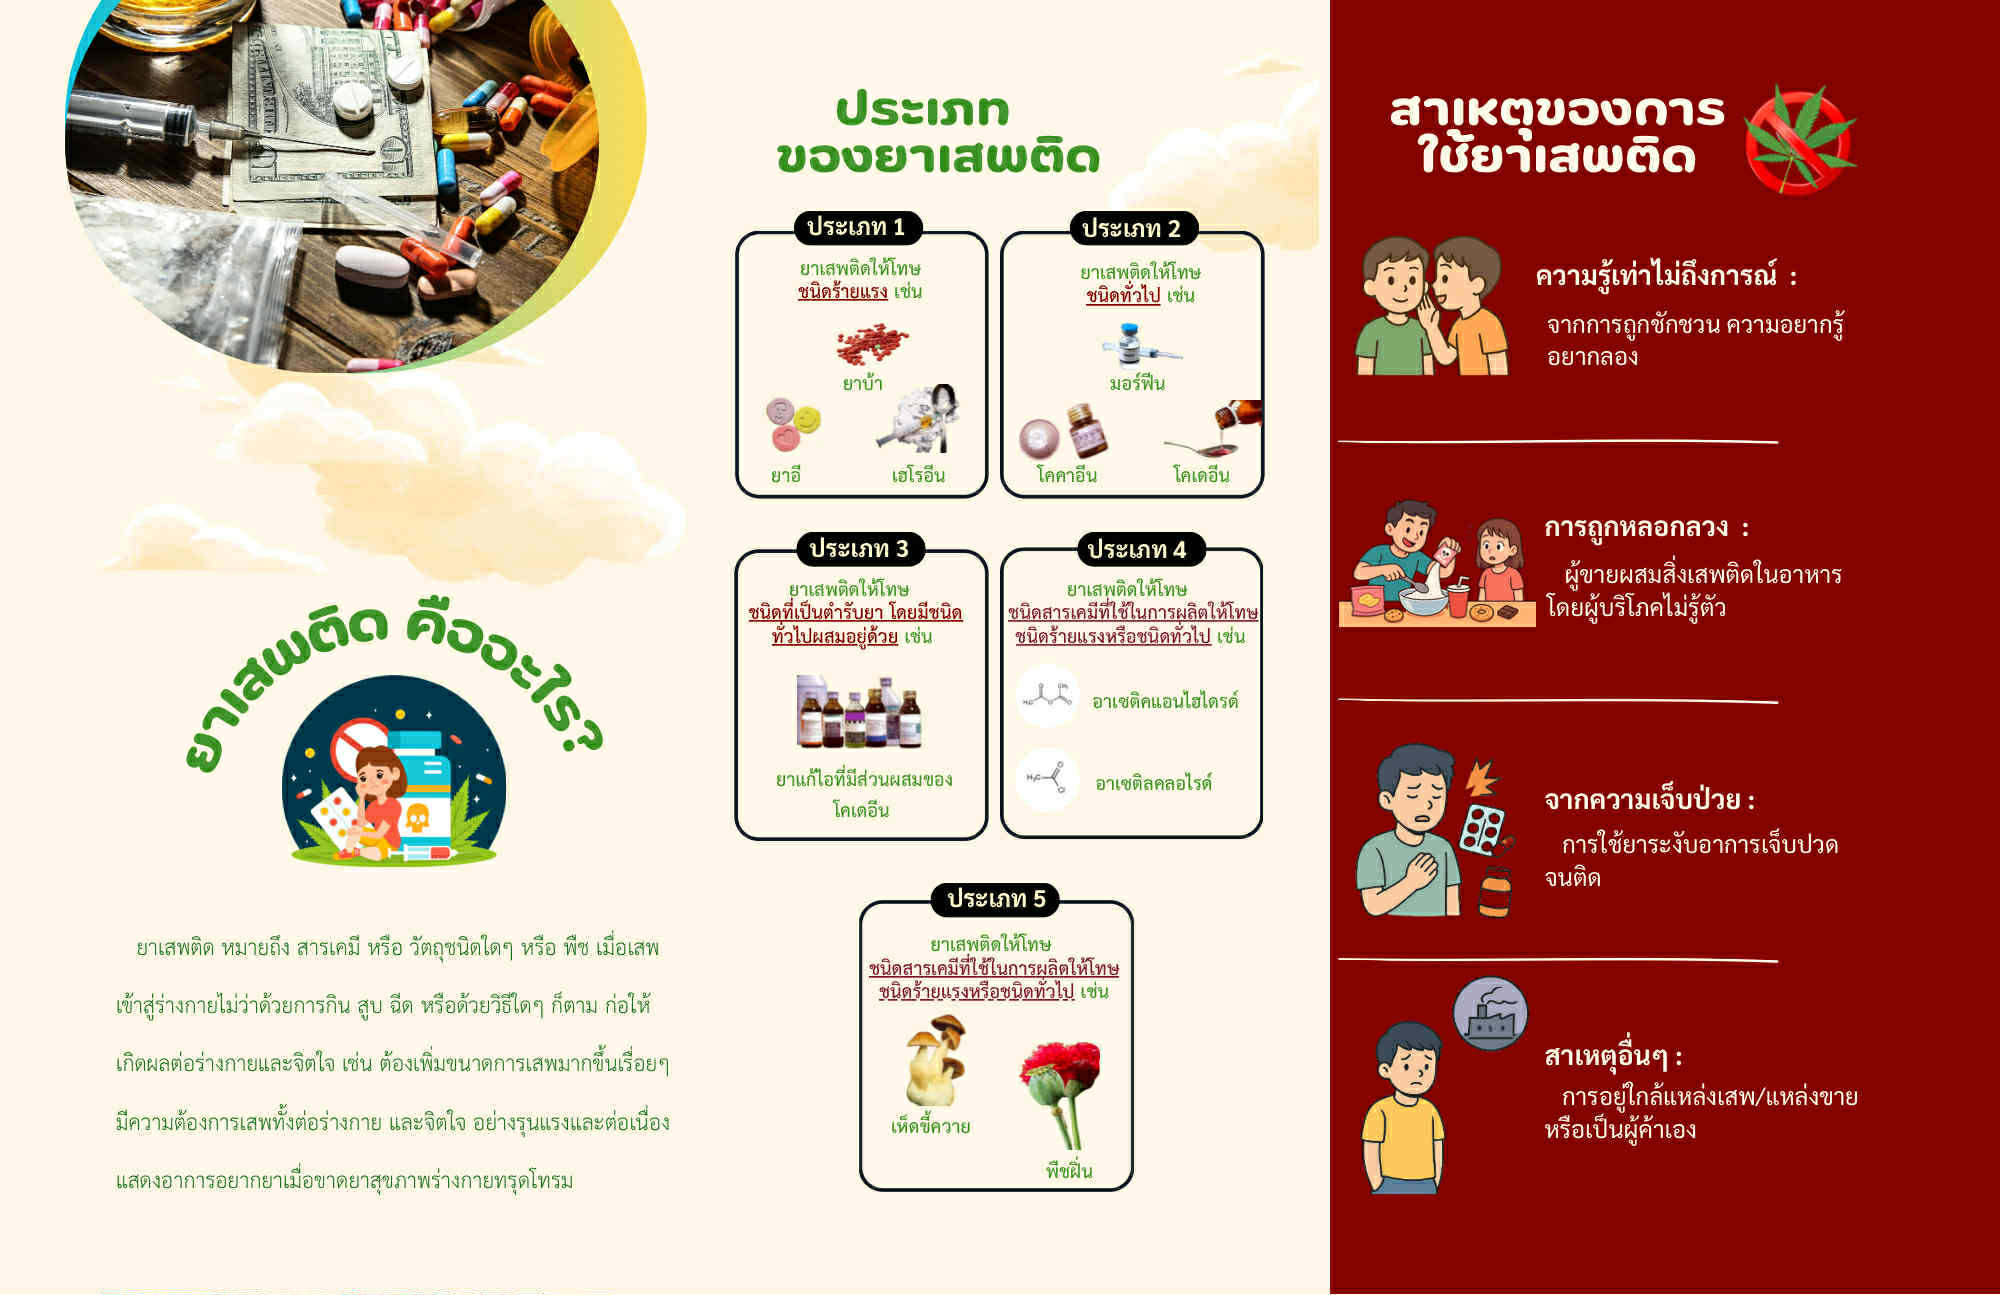 ยาเสพติด คืออะไร?
ยาเสพติด หมายถึง สารเคมี หรือ วัตถุชนิดใดๆ หรือ พืช เมื่อเสพ
เข้าสู่ร่างกายไม่ว่าด้วยการกิน สูบ ฉีด หรือด้วยวิธีใดๆ ก็ตาม ก่อให้
เกิดผลต่อร่างกายและจิตใจ เช่น ต้องเพิ่มขนาดการเสพมากขึ้นเรื่อยๆ
มีความต้องการเสพทั้งต่อร่างกาย และจิตใจ อย่างรุนแรงและต่อเนื่อง
แสดงอาการอยากยาเมื่อขาดยาสุขภาพร่างกายทรุดโทรม
ประเภท
ของยาเสพติด
ประเภท 1
ยาเสพติดให้โทษ
ชนิดร้ายแรง เช่น
ยาบ้า
ยาอี
เฮโรอีน
ประเภท 2
ยาเสพติดให้โทษ
ชนิดทั่วไป เช่น
มอร์ฟีน
โคคาอีน
โคเดอีน
ประเภท 3
ยาเสพติดให้โทษ
ชนิดที่เป็นตำรับยา โดยมีชนิด
ทั่วไปผสมอยู่ด้วย เช่น
ยาแก้ไอที่มีส่วนผสมของ
โคเดอีน
ประเภท 4
ยาเสพติดให้โทษ
ชนิดสารเคมีที่ใช้ในการผลิตให้โทษ
ชนิดร้ายแรงหรือชนิดทั่วไป เช่น
อาเซติคแอนไฮไดรด์
อาเซติลคลอไรด์
ประเภท 5
ยาเสพติดให้โทษ
ชนิดสารเคมีที่ใช้ในการผลิตให้โทษ
ชนิดร้ายแรงหรือชนิดทั่วไป เช่น
เห็ดขี้ควาย
พืชฝิ่น
สาเหตุของการ
ใช้ยาเสพติด
ความรู้เท่าไม่ถึงการณ์ :
จากการถูกชักชวน ความอยากรู้
อยากลอง
การถูกหลอกลวง :
ผู้ขายผสมสิ่งเสพติดในอาหาร
โดยผู้บริโภคไม่รู้ตัว
จากความเจ็บป่วย :
การใช้ยาระงับอาการเจ็บปวด
จนติด
สาเหตุอื่นๆ :
การอยู่ใกล้แหล่งเสพ/แหล่งขาย
หรือเป็นผู้ค้าเอง